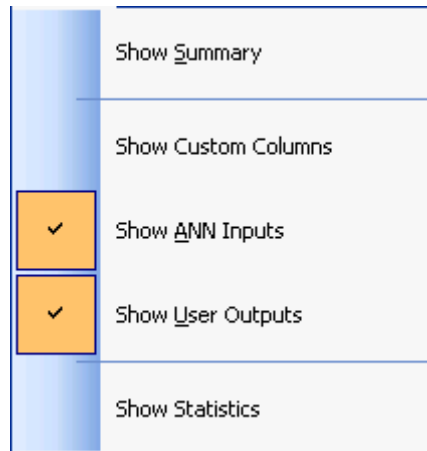 Show Summary
Show Custom Columns
Show ANN Inputs
Show User Outputs
Show Statistics